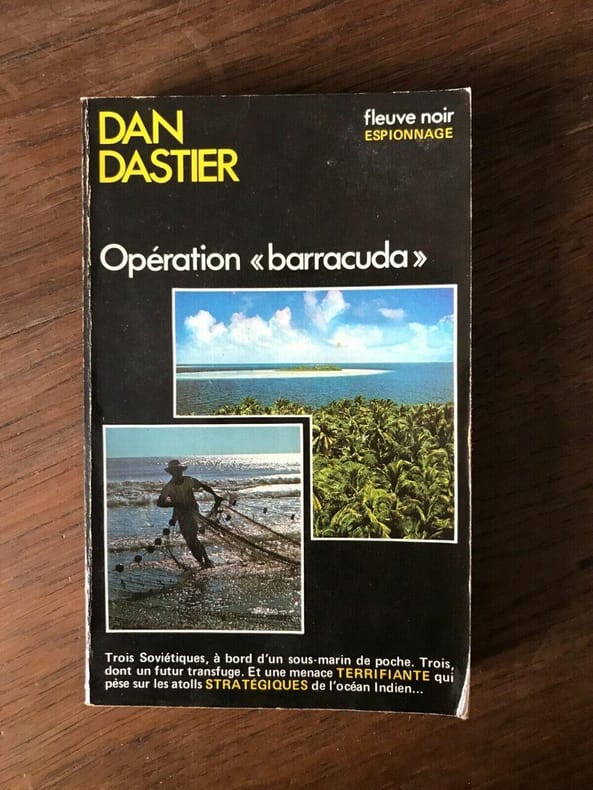 DAN
DASTIER
fleuve noir
ESPIONNAGE
Opération «barracuda»
Trois Soviétiques, à bord d'un sous-marin de poche. Trois,
dont un futur transfuge. Et une menace TERRIFIANTE qui
pèse sur les atolls STRATÉGIQUES de l'océan Indien...